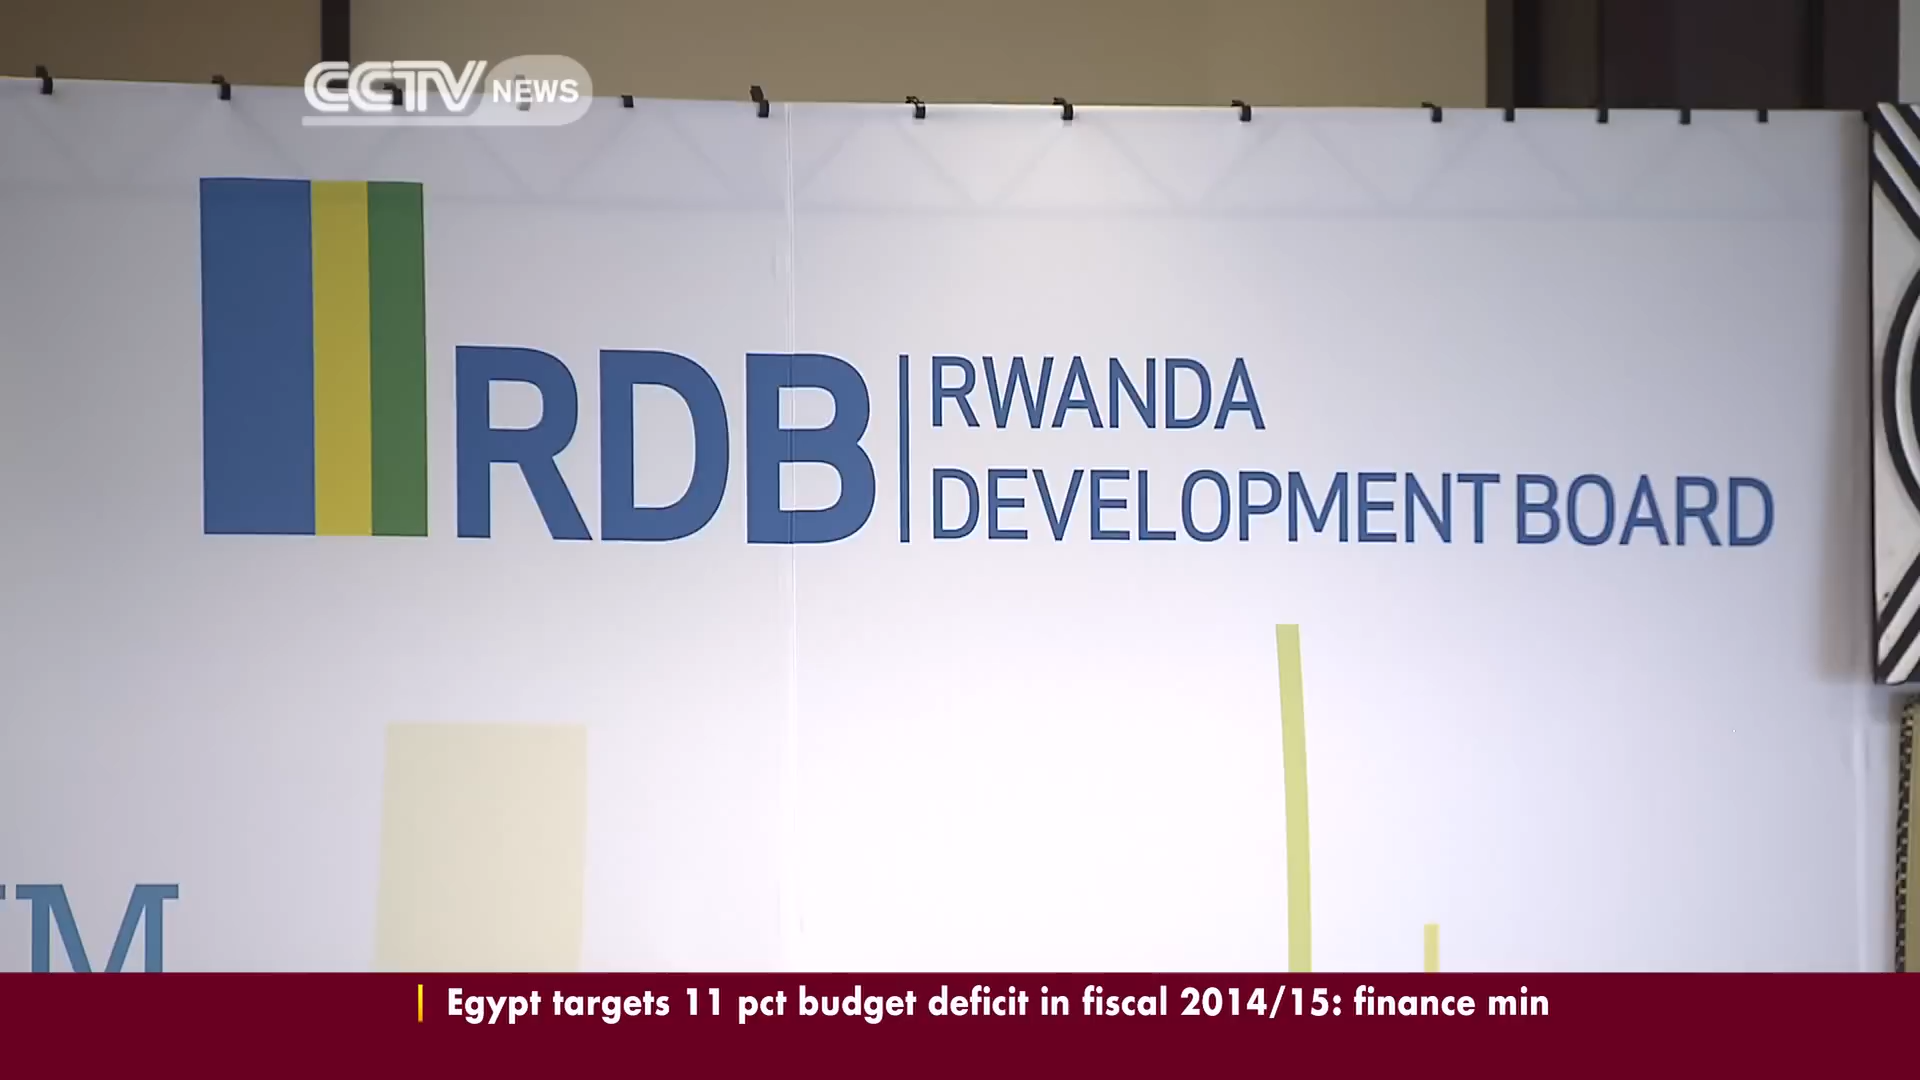 CCTV NEWS
RDB
RWANDA
DEVELOPMENT BOARD
Egypt targets 11 pct budget deficit in fiscal 2014/15: finance min